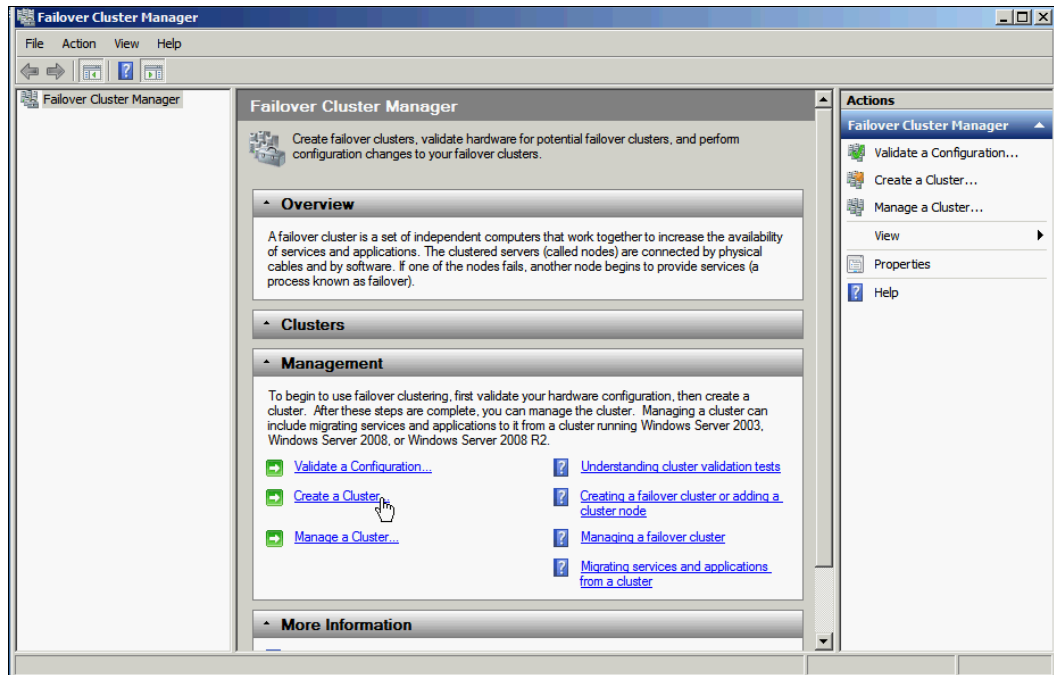 Failover Cluster Manager
File Action View Help
Failover Cluster Manager
Failover Cluster Manager
Create failover clusters, validate hardware for potential failover clusters, and perform
configuration changes to your failover clusters.
Overview
A failover cluster is a set of independent computers that work together to increase the availability
of services and applications. The clustered servers (called nodes) are connected by physical
cables and by software. If one of the nodes fails, another node begins to provide services (a
process known as failover).
Clusters
Management
To begin to use failover clustering, first validate your hardware configuration, then create a
cluster. After these steps are complete, you can manage the cluster. Managing a cluster can
include migrating services and applications to it from a cluster running Windows Server 2003,
Windows Server 2008, or Windows Server 2008 R2.
Validate a Configuration...
Create a Cluster...
Manage a Cluster...
Understanding cluster validation tests
Creating a failover cluster or adding a
cluster node
Managing a failover cluster
Migrating services and applications
from a cluster
More Information
Actions
Failover Cluster Manager
Validate a Configuration...
Create a Cluster...
Manage a Cluster...
View
Properties
Help